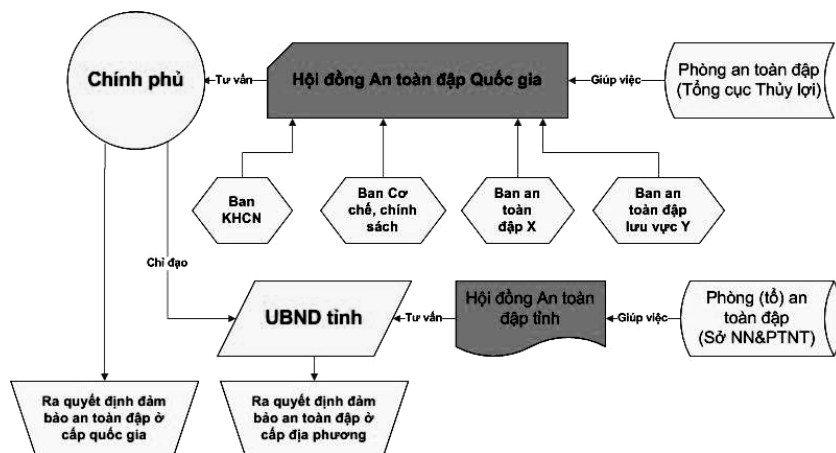 Chính phủ
Tư vấn
Hội đồng An toàn đập Quốc gia
Giúp việc
Phòng an toàn đập
(Tổng cục Thủy lợi)
Ban
KHCN
Ban Cơ
chế, chính
sách
Ban an
toàn
đập X
Ban an
toàn đập
lưu vực Y
Chỉ đạo
UBND tỉnh
Tư vấn
Hội đồng An toàn
đập tỉnh
Giúp việc
Phòng (tổ) an
toàn đập
(Sở NN&PTNT)
Ra quyết định đảm
bảo an toàn đập ở
cấp quốc gia
Ra quyết định đảm
bảo an toàn đập ở
cấp địa phương